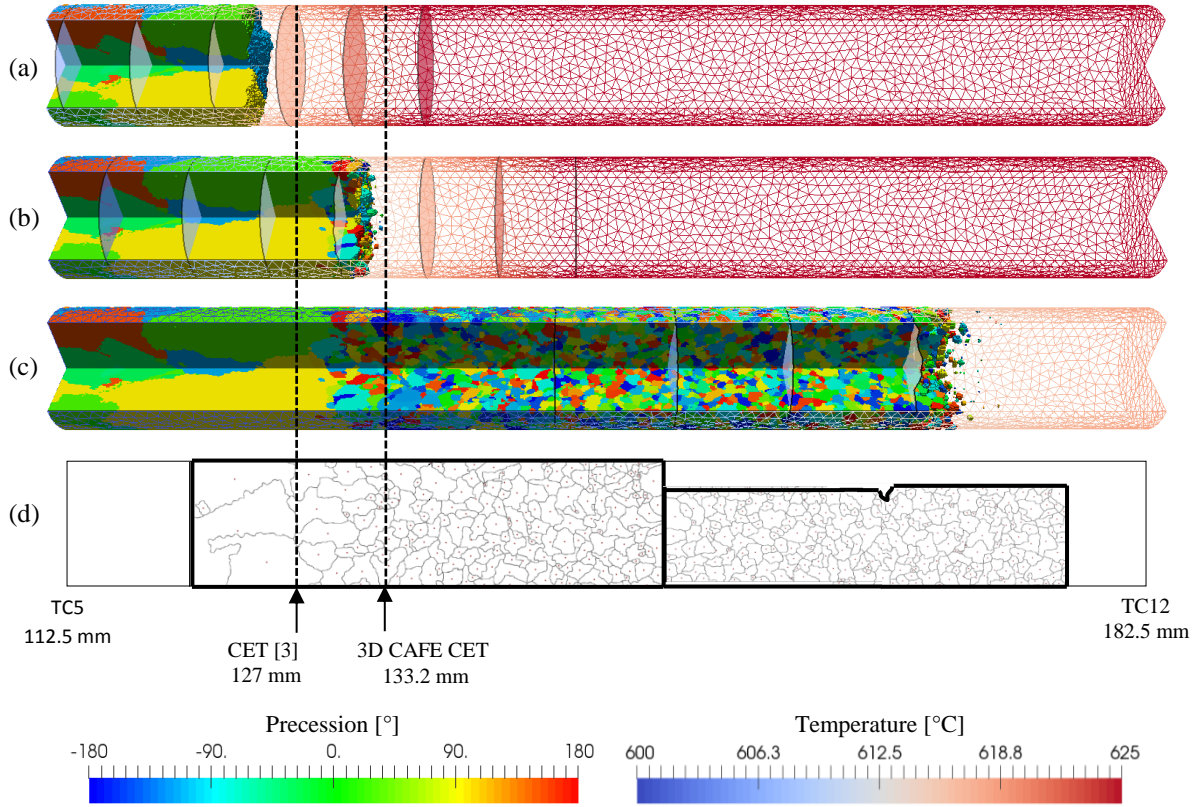 (a)
(b)
(c)
(d)
TC5
112.5 mm
TC12
182.5 mm
CET [3]
127 mm
3D CAFE CET
133.2 mm
Precession [°]
-180 -90. 0. 90. 180
Temperature [°C]
600 606.3 612.5 618.8 625